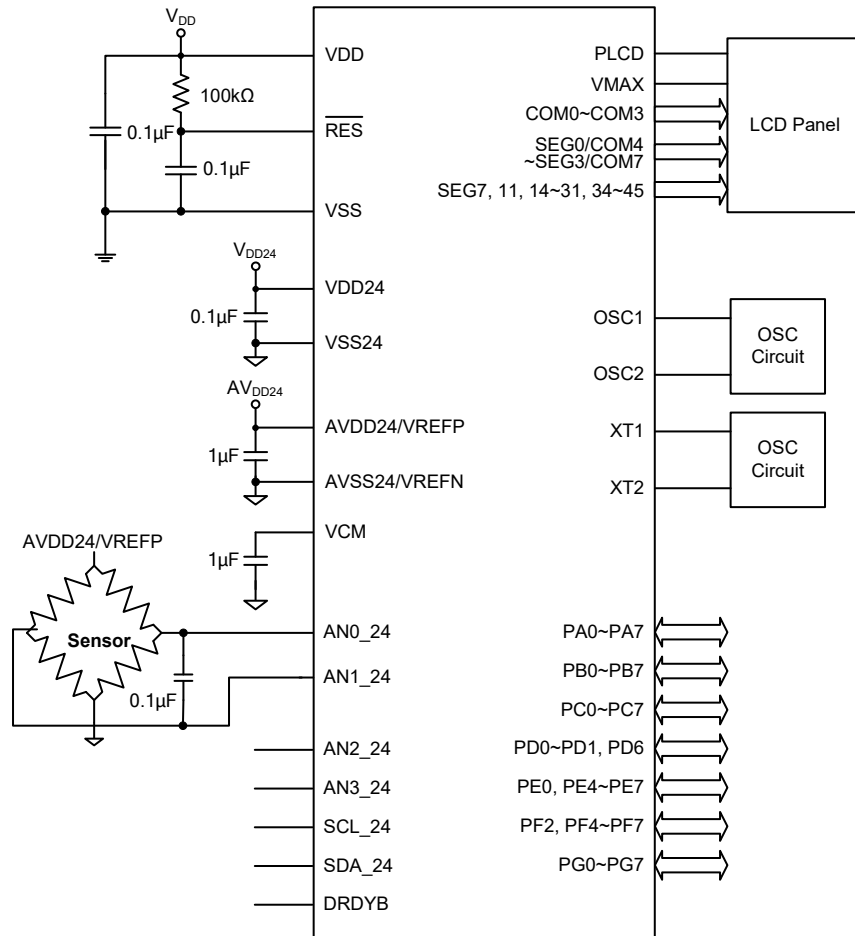 VDD
VDD
100kΩ
RES
0.1µF
0.1µF
VSS
VDD24
VDD24
0.1µF
VSS24
AVDD24
AVDD24/VREFP
1µF
AVSS24/VREFN
VCM
1µF
AVDD24/VREFP
Sensor
AN0_24
0.1µF
AN1_24
AN2_24
AN3_24
SCL_24
SDA_24
DRDYB
PLCD
VMAX
COM0~COM3
SEG0/COM4
~SEG3/COM7
SEG7, 11, 14~31, 34~45
LCD Panel
OSC1
OSC2
OSC
Circuit
XT1
XT2
OSC
Circuit
PA0~PA7
PB0~PB7
PC0~PC7
PD0~PD1, PD6
PE0, PE4~PE7
PF2, PF4~PF7
PG0~PG7